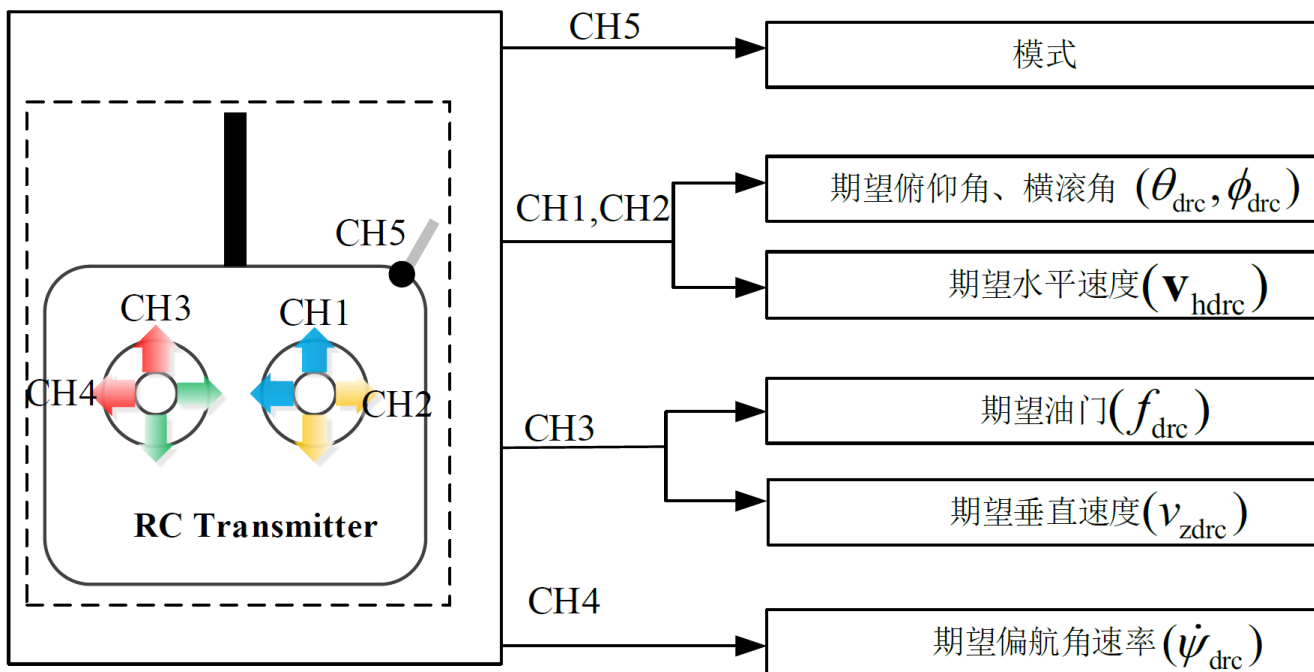 CH5
模式
CH1,CH2
期望俯仰角、横滚角 (θdrc,ϕdrc)
期望水平速度(vhdrc)
CH5
CH3
CH1
CH4
CH2
RC Transmitter
CH3
期望油门(fdrc)
期望垂直速度(vzdrc)
CH4
期望偏航角速率(ψ̇drc)